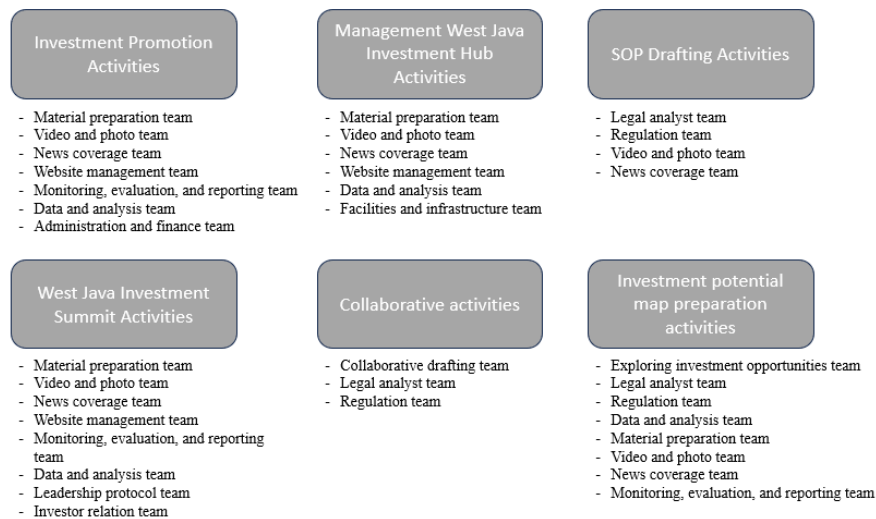 Investment Promotion
Activities
- Material preparation team
- Video and photo team
- News coverage team
- Website management team
- Monitoring, evaluation, and reporting team
- Data and analysis team
- Administration and finance team
Management West Java
Investment Hub
Activities
- Material preparation team
- Video and photo team
- News coverage team
- Website management team
- Data and analysis team
- Facilities and infrastructure team
SOP Drafting Activities
- Legal analyst team
- Regulation team
- Video and photo team
- News coverage team
West Java Investment
Summit Activities
- Material preparation team
- Video and photo team
- News coverage team
- Website management team
- Monitoring, evaluation, and reporting
team
- Data and analysis team
- Leadership protocol team
- Investor relation team
Collaborative activities
- Collaborative drafting team
- Legal analyst team
- Regulation team
Investment potential
map preparation
activities
- Exploring investment opportunities team
- Legal analyst team
- Regulation team
- Data and analysis team
- Material preparation team
- Video and photo team
- News coverage team
- Monitoring, evaluation, and reporting team